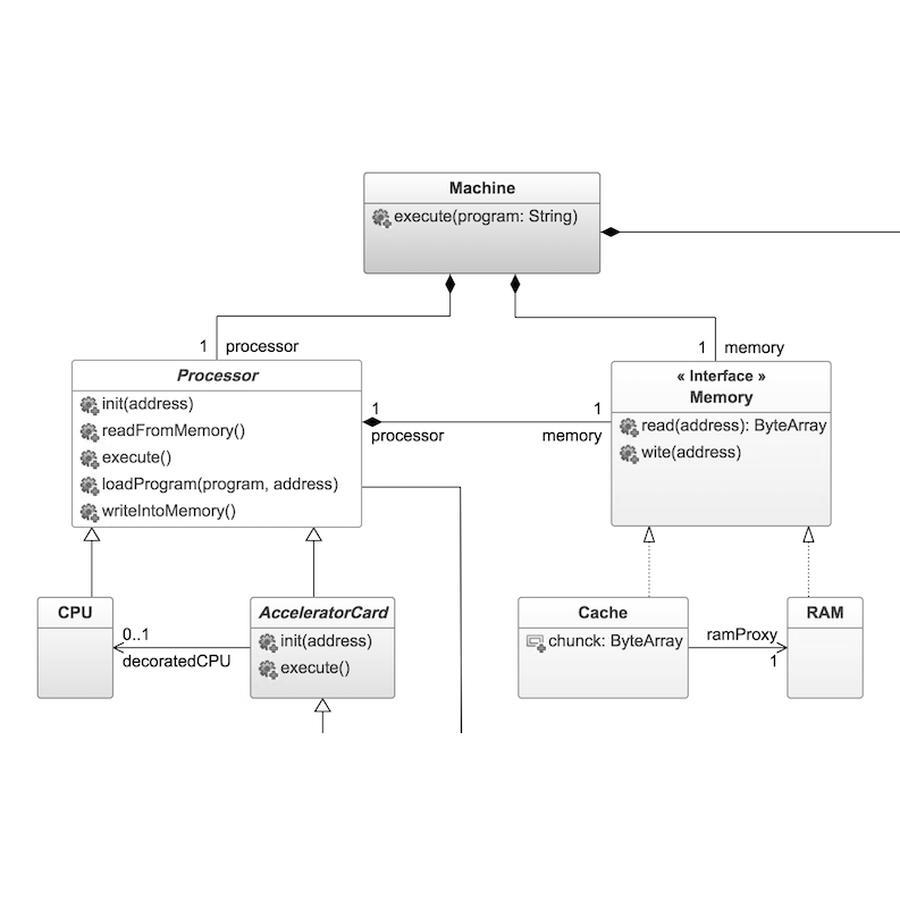 Machine
execute(program: String)
1 processor
1 memory
Processor
init(address)
readFromMemory()
execute()
loadProgram(program, address)
writeIntoMemory()
1
processor
1
memory
« Interface »
Memory
read(address): ByteArray
wite(address)
CPU
0..1
decoratedCPU
AcceleratorCard
init(address)
execute()
Cache
chunck: ByteArray
ramProxy
1
RAM